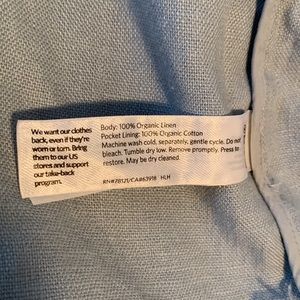 We want our clothes
back, even if they're
worn or torn. Bring
them to our US
stores and support
our take-back
program.
Body: 100% Organic Linen
Pocket Lining: 100% Organic Cotton
Machine wash cold, separately, gentle cycle. Do not
bleach. Tumble dry low. Remove promptly. Press to
restore. May be dry cleaned.
RN#78121/CA#63918 HLH